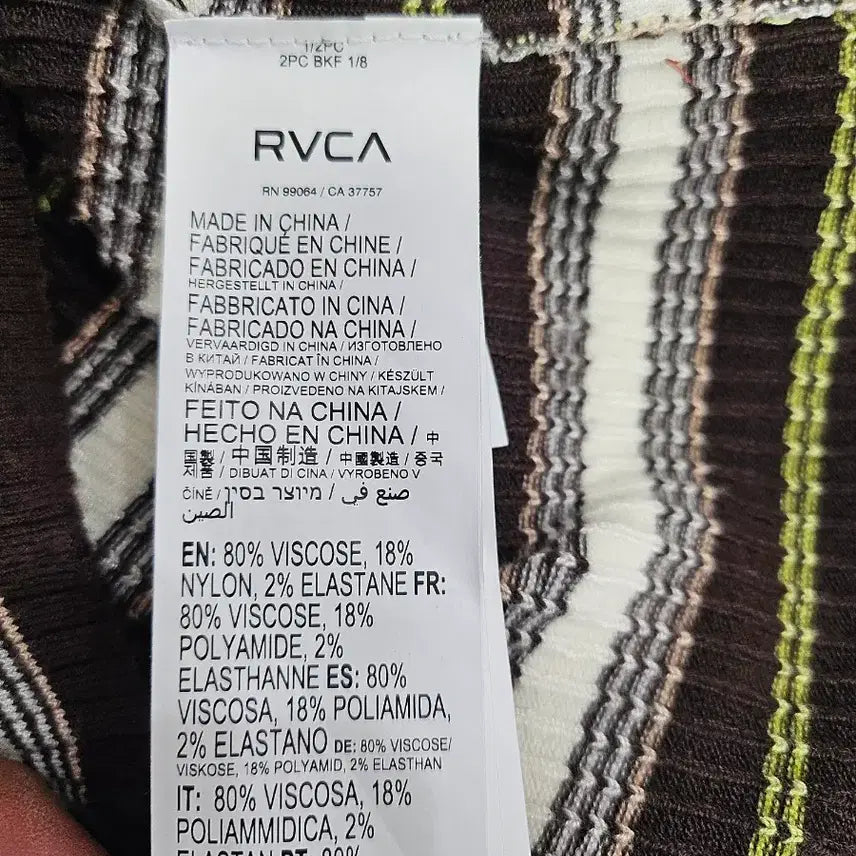 1/2PC
2PC BKF 1/8
RVCA
RN 99064 / CA 37757
MADE IN CHINA /
FABRIQUÉ EN CHINE /
FABRICADO EN CHINA /
HERGESTELLT IN CHINA /
FABBRICATO IN CINA /
FABRICADO NA CHINA /
VERVAARDIGD IN CHINA / ИЗГОТОВЛЕНО
В КИТАЙ / FABRICAT ÎN CHINA /
WYPRODUKOWANO W CHINY / KÉSZÜLT
KÍNÁBAN / PROIZVEDENO NA KITAJSKEM /
FEITO NA CHINA /
HECHO EN CHINA / 中
国製 / 中国制造 / 中國製造 / 중국
제품 / DIBUAT DI CINA / VYROBENO V
ČÍNĚ / מיוצר בסין / صنع في
الصين
EN: 80% VISCOSE, 18%
NYLON, 2% ELASTANE FR:
80% VISCOSE, 18%
POLYAMIDE, 2%
ELASTHANNE ES: 80%
VISCOSA, 18% POLIAMIDA,
2% ELASTANO DE: 80% VISCOSE/
VISKOSE, 18% POLYAMID, 2% ELASTHAN
IT: 80% VISCOSA, 18%
POLIAMMIDICA, 2%
ELASTAN PT: 80%